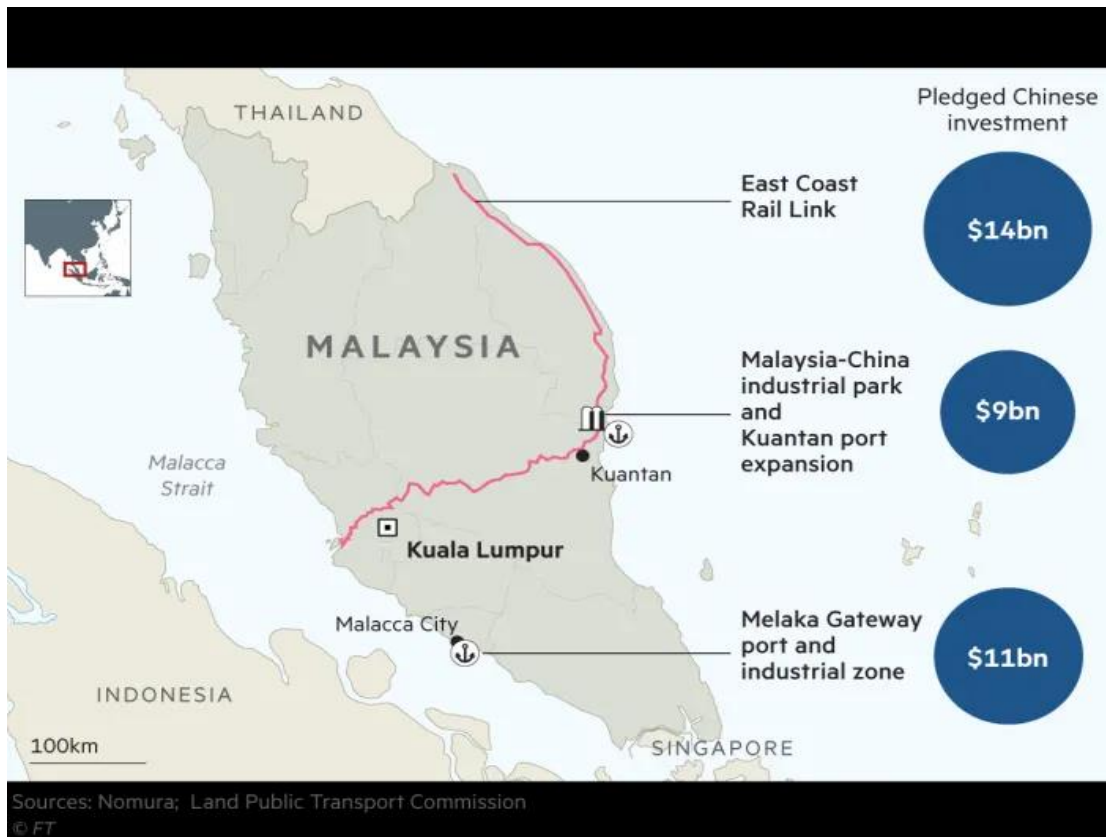 THAILAND
Pledged Chinese
investment
East Coast
Rail Link
$14bn
MALAYSIA
Malaysia-China
industrial park
and
Kuantan port
expansion
$9bn
Malacca
Strait
Kuantan
Kuala Lumpur
Malacca City
Melaka Gateway
port and
industrial zone
$11bn
INDONESIA
100km
SINGAPORE
Sources: Nomura; Land Public Transport Commission
© FT